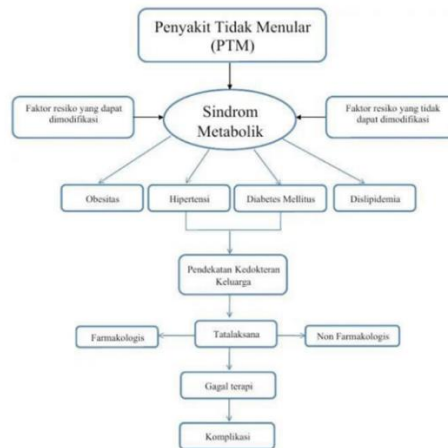 Penyakit Tidak Menular
(PTM)
Faktor resiko yang dapat
dimodifikasi
Sindrom
Metabolik
Faktor resiko yang tidak
dapat dimodifikasi
Obesitas
Hipertensi
Diabetes Mellitus
Dislipidemia
Pendekatan Kedokteran
Keluarga
Farmakologis
Tatalaksana
Non Farmakologis
Gagal terapi
Komplikasi